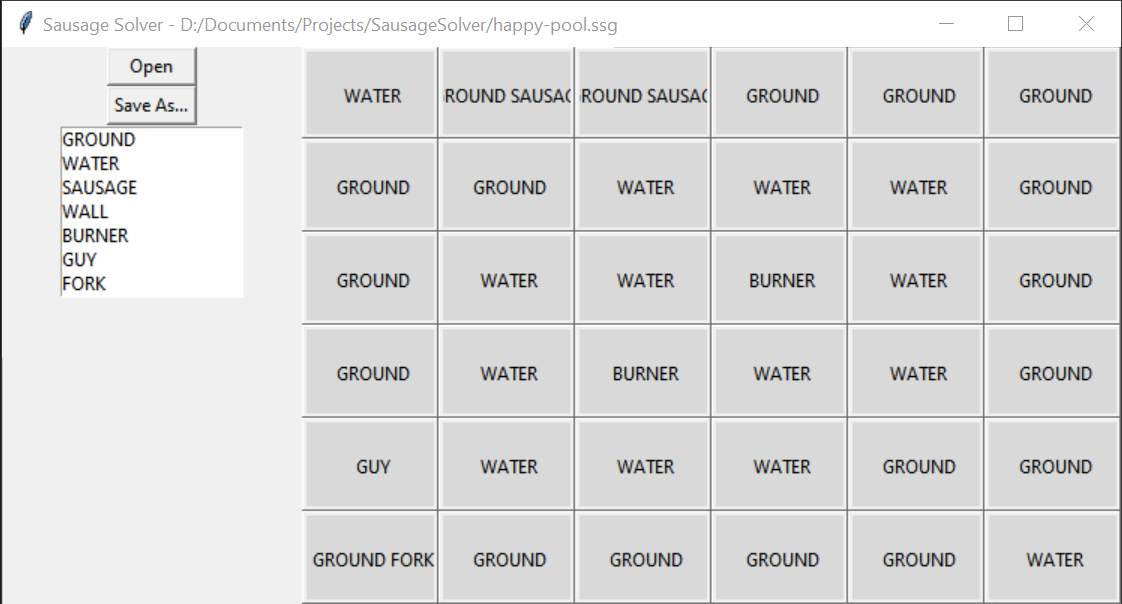 Sausage Solver - D:/Documents/Projects/SausageSolver/happy-pool.ssg
Open
Save As...
GROUND
WATER
SAUSAGE
WALL
BURNER
GUY
FORK
WATER ROUND SAUSAG ROUND SAUSAG GROUND GROUND GROUND
GROUND GROUND WATER WATER WATER GROUND
GROUND WATER WATER BURNER WATER GROUND
GROUND WATER BURNER WATER WATER GROUND
GUY WATER WATER WATER GROUND GROUND
GROUND FORK GROUND GROUND GROUND GROUND WATER